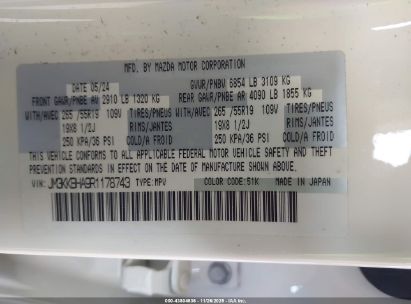 MFD. BY MAZDA MOTOR CORPORATION
DATE 05/24 GVWR/PNBV 6854 LB 3109 KG
FRONT GAWR/PNBE AV 2910 LB 1320 KG REAR GAWR/PNBE AR 4090 LB 1855 KG
WITH/AVEC 265 /55R19 109V TIRES/PNEUS WITH/AVEC 265 /55R19 109V TIRES/PNEUS
19X8 1/2J RIMS/JANTES 19X8 1/2J RIMS/JANTES
250 KPA/36 PSI COLD/A FROID 250 KPA/36 PSI COLD/A FROID
THIS VEHICLE CONFORMS TO ALL APPLICABLE FEDERAL MOTOR VEHICLE SAFETY AND THEFT
PREVENTION STANDARDS IN EFFECT ON THE DATE OF MANUFACTURE SHOWN ABOVE.
VIN: JM3KKBHA9R1178743 TYPE: MPV COLOR CODE: 51K MADE IN JAPAN